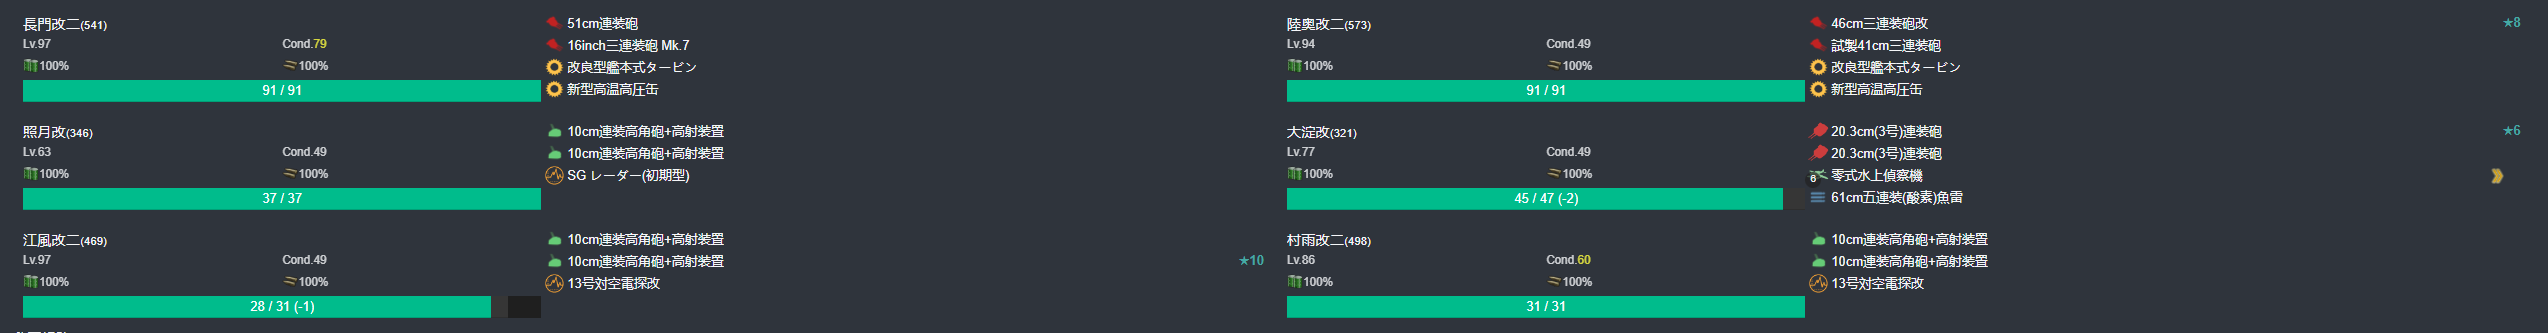 長門改二(541)
Lv.97 Cond.79
100% 100%
91 / 91
51cm連装砲
16inch三連装砲 Mk.7
改良型艦本式タービン
新型高温高圧缶
陸奥改二(573)
Lv.94 Cond.49
100% 100%
91 / 91
46cm三連装砲改 ★8
試製41cm三連装砲
改良型艦本式タービン
新型高温高圧缶
照月改(346)
Lv.63 Cond.49
100% 100%
37 / 37
10cm連装高角砲+高射装置
10cm連装高角砲+高射装置
SG レーダー(初期型)
大淀改(321)
Lv.77 Cond.49
100% 100%
45 / 47 (-2)
20.3cm(3号)連装砲 ★6
20.3cm(3号)連装砲
6 零式水上偵察機
61cm五連装(酸素)魚雷
江風改二(469)
Lv.97 Cond.49
100% 100%
28 / 31 (-1)
10cm連装高角砲+高射装置
10cm連装高角砲+高射装置 ★10
13号対空電探改
村雨改二(498)
Lv.86 Cond.60
100% 100%
31 / 31
10cm連装高角砲+高射装置
10cm連装高角砲+高射装置
13号対空電探改